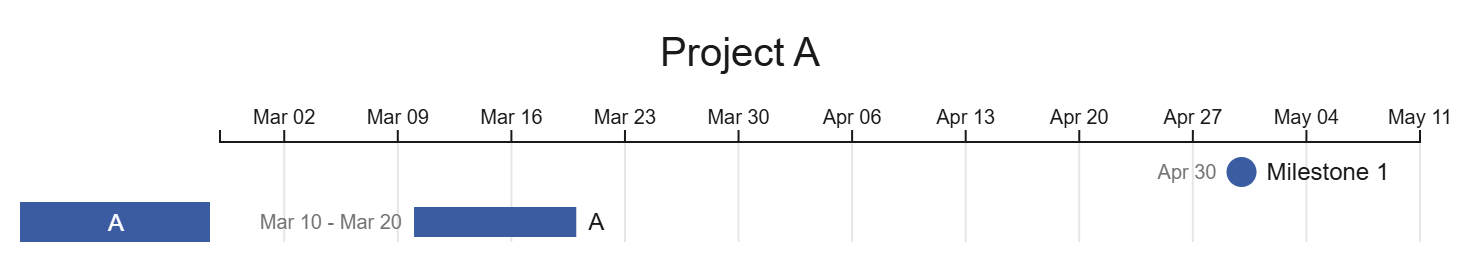 Project A
Mar 02 Mar 09 Mar 16 Mar 23 Mar 30 Apr 06 Apr 13 Apr 20 Apr 27 May 04 May 11
Apr 30 Milestone 1
A Mar 10 - Mar 20 A